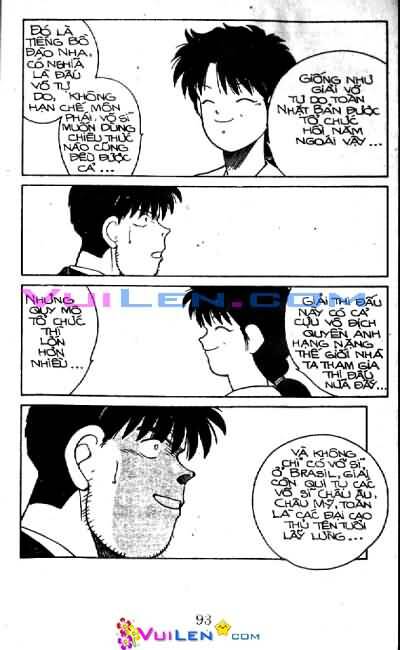 ĐÓ LÀ
TIẾNG BỒ
ĐÀO NHA,
CÓ NGHĨA
LÀ ĐẤU
VÕ TỰ
DO, KHÔNG
HẠN CHẾ MÔN
PHÁI, VÕ SĨ
MUỐN DÙNG
CHIÊU THỨC
NÀO CŨNG
ĐỀU ĐƯỢC
CẢ...
GIỐNG NHƯ
GIẢI VÕ
TỰ DO TOÀN
NHẬT BẢN ĐƯỢC
TỔ CHỨC
HỒI NĂM
NGOÁI VẬY...
NHƯNG
QUY MÔ
TỔ CHỨC
THÌ
LỚN
HƠN
NHIỀU...
GIẢI THI ĐẤU
NÀY CÓ CẢ
CỰU VÔ ĐỊCH
QUYỀN ANH
HẠNG NẶNG
THẾ GIỚI NHÀ
TA THAM GIA
THI ĐẤU
NỮA ĐẤY...
VUILEN.COM
VÀ KHÔNG
CHỈ CÓ VÕ SĨ
Ở BRASIL, GIẢI
CÒN QUI TỤ CÁC
VÕ SĨ CHÂU ÂU,
CHÂU MỸ, TOÀN
LÀ CÁC ĐẠI CAO
THỦ TÊN TUỔI
LẪY LỪNG...
93
VUILEN.COM